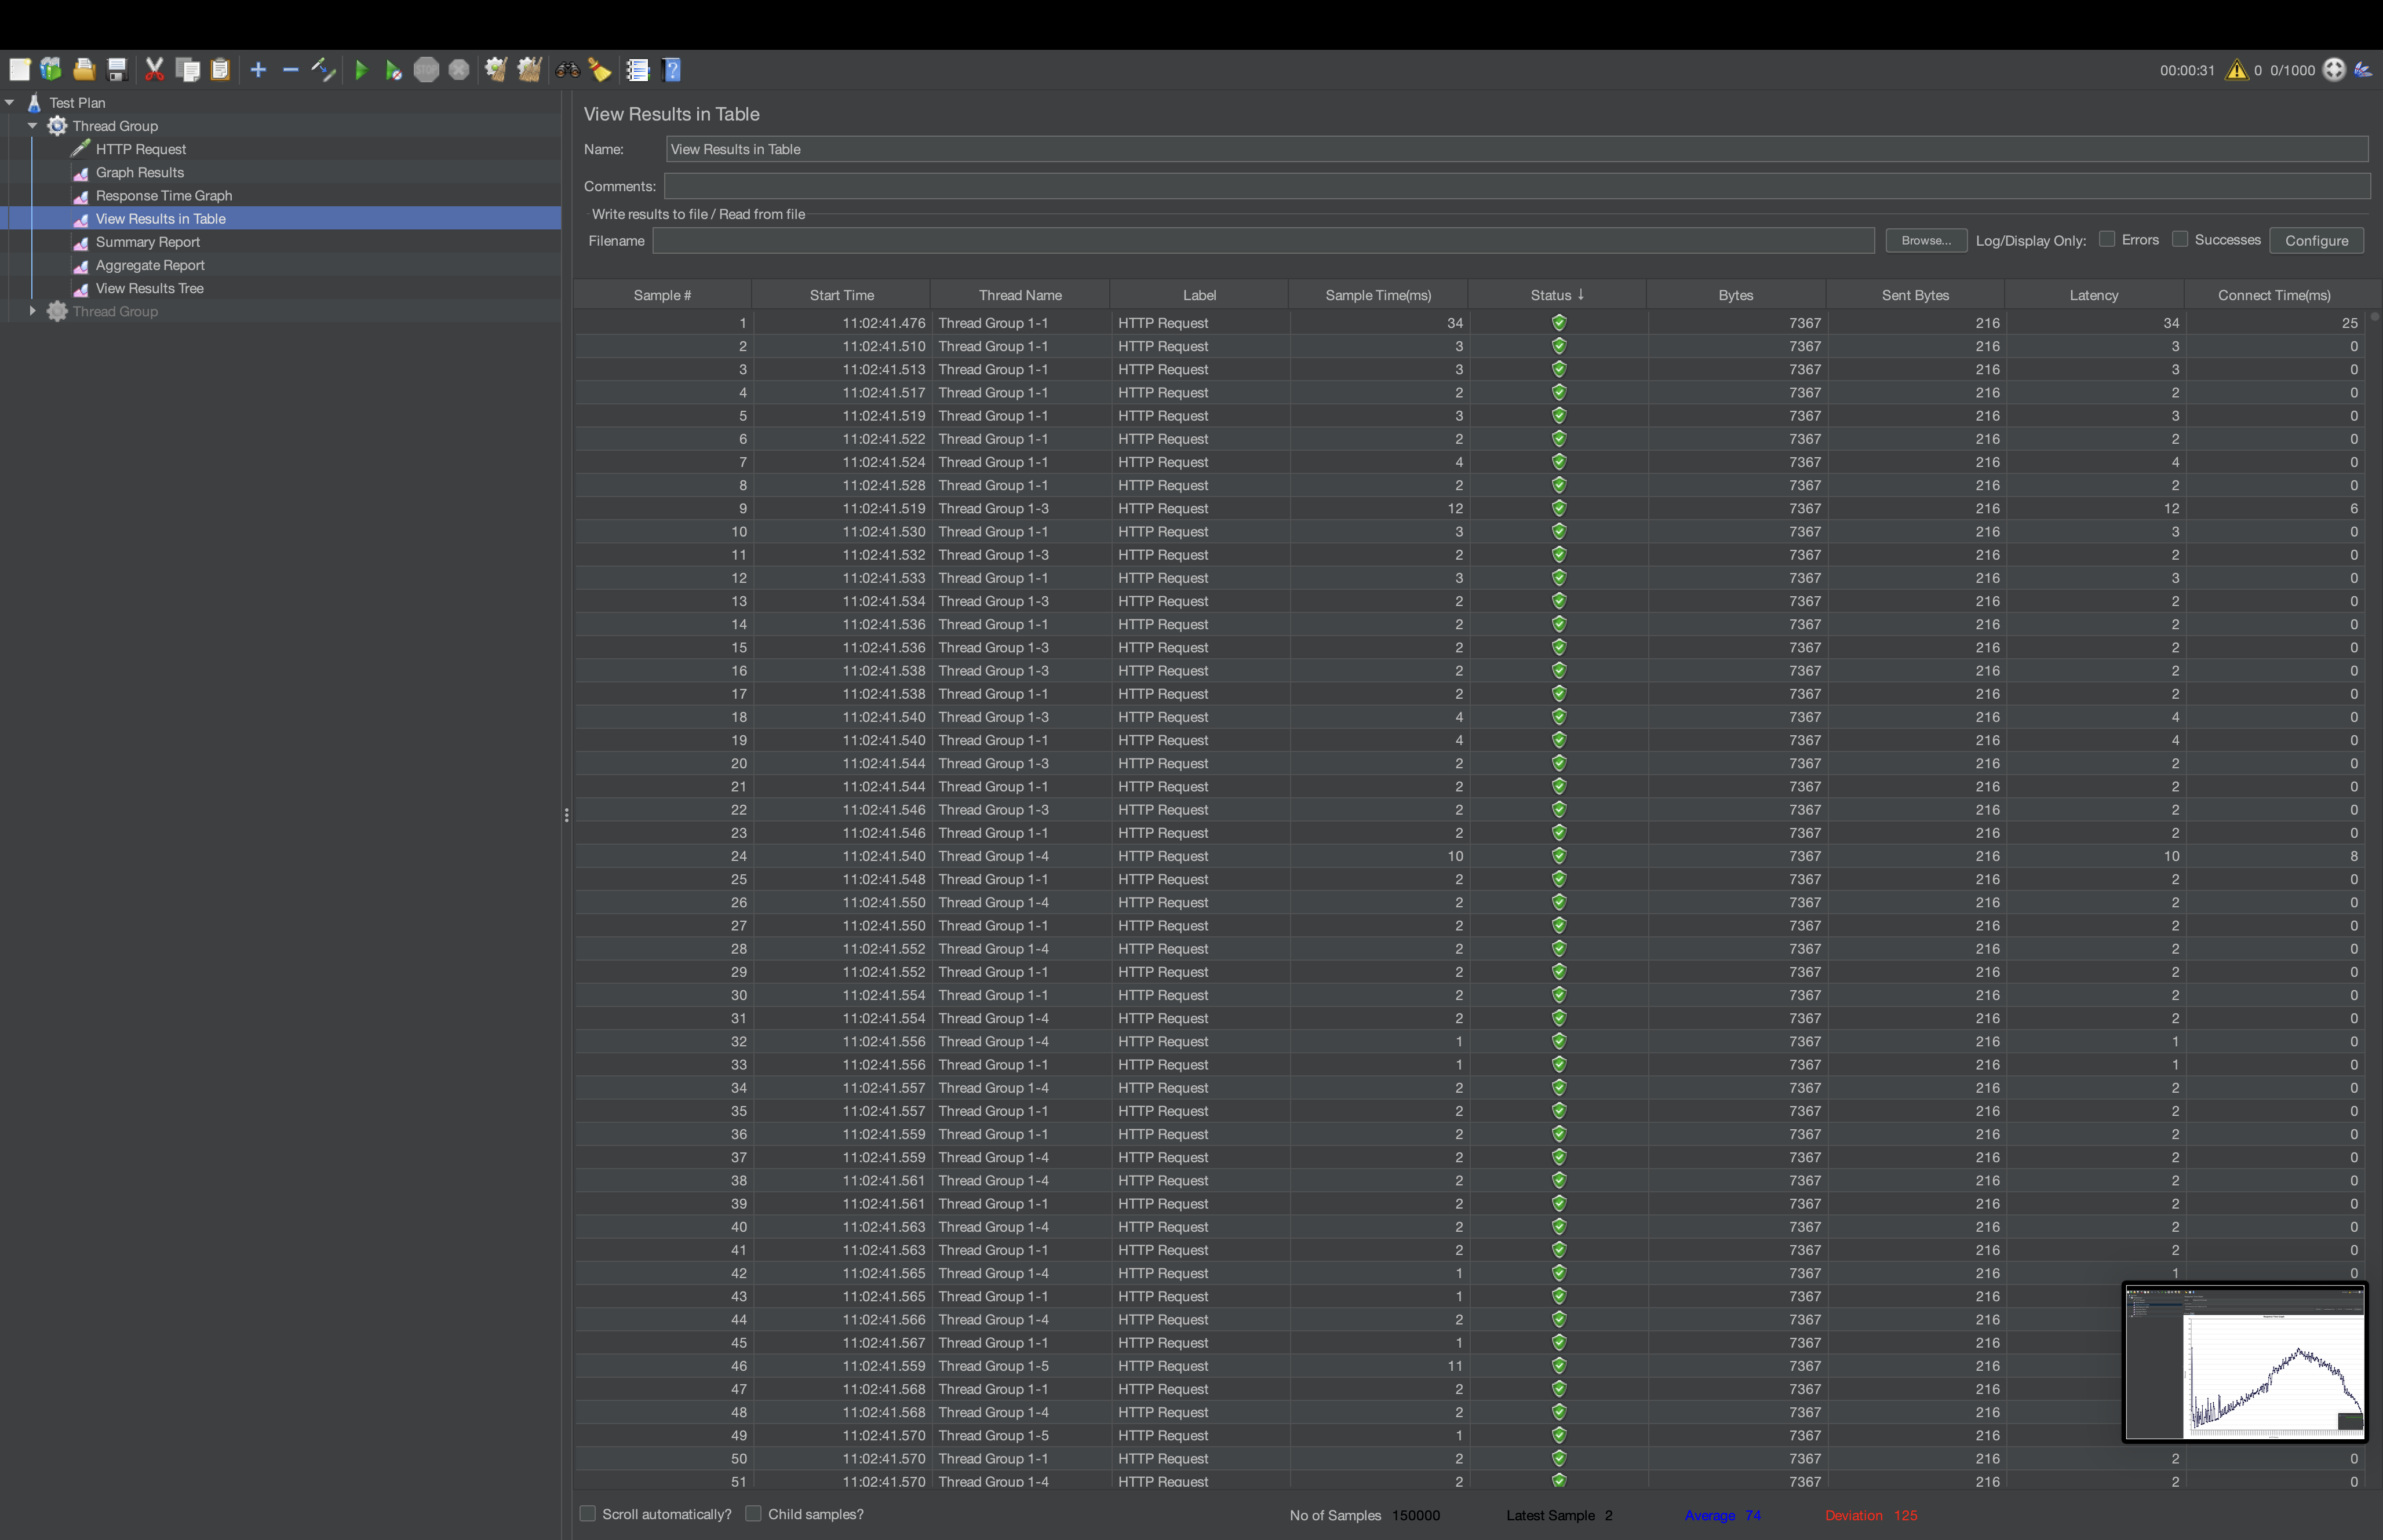 00:00:31 0 0/1000
Test Plan
Thread Group
HTTP Request
Graph Results
Response Time Graph
View Results in Table
Summary Report
Aggregate Report
View Results Tree
Thread Group
View Results in Table
Name: View Results in Table
Comments:
Write results to file / Read from file
Filename Browse... Log/Display Only: Errors Successes Configure
Sample # Start Time Thread Name Label Sample Time(ms) Status ↓ Bytes Sent Bytes Latency Connect Time(ms)
1 11:02:41.476 Thread Group 1-1 HTTP Request 34 7367 216 34 25
2 11:02:41.510 Thread Group 1-1 HTTP Request 3 7367 216 3 0
3 11:02:41.513 Thread Group 1-1 HTTP Request 3 7367 216 3 0
4 11:02:41.517 Thread Group 1-1 HTTP Request 2 7367 216 2 0
5 11:02:41.519 Thread Group 1-1 HTTP Request 3 7367 216 3 0
6 11:02:41.522 Thread Group 1-1 HTTP Request 2 7367 216 2 0
7 11:02:41.524 Thread Group 1-1 HTTP Request 4 7367 216 4 0
8 11:02:41.528 Thread Group 1-1 HTTP Request 2 7367 216 2 0
9 11:02:41.519 Thread Group 1-3 HTTP Request 12 7367 216 12 6
10 11:02:41.530 Thread Group 1-1 HTTP Request 3 7367 216 3 0
11 11:02:41.532 Thread Group 1-3 HTTP Request 2 7367 216 2 0
12 11:02:41.533 Thread Group 1-1 HTTP Request 3 7367 216 3 0
13 11:02:41.534 Thread Group 1-3 HTTP Request 2 7367 216 2 0
14 11:02:41.536 Thread Group 1-1 HTTP Request 2 7367 216 2 0
15 11:02:41.536 Thread Group 1-3 HTTP Request 2 7367 216 2 0
16 11:02:41.538 Thread Group 1-3 HTTP Request 2 7367 216 2 0
17 11:02:41.538 Thread Group 1-1 HTTP Request 2 7367 216 2 0
18 11:02:41.540 Thread Group 1-3 HTTP Request 4 7367 216 4 0
19 11:02:41.540 Thread Group 1-1 HTTP Request 4 7367 216 4 0
20 11:02:41.544 Thread Group 1-3 HTTP Request 2 7367 216 2 0
21 11:02:41.544 Thread Group 1-1 HTTP Request 2 7367 216 2 0
22 11:02:41.546 Thread Group 1-3 HTTP Request 2 7367 216 2 0
23 11:02:41.546 Thread Group 1-1 HTTP Request 2 7367 216 2 0
24 11:02:41.540 Thread Group 1-4 HTTP Request 10 7367 216 10 8
25 11:02:41.548 Thread Group 1-1 HTTP Request 2 7367 216 2 0
26 11:02:41.550 Thread Group 1-4 HTTP Request 2 7367 216 2 0
27 11:02:41.550 Thread Group 1-1 HTTP Request 2 7367 216 2 0
28 11:02:41.552 Thread Group 1-4 HTTP Request 2 7367 216 2 0
29 11:02:41.552 Thread Group 1-1 HTTP Request 2 7367 216 2 0
30 11:02:41.554 Thread Group 1-1 HTTP Request 2 7367 216 2 0
31 11:02:41.554 Thread Group 1-4 HTTP Request 2 7367 216 2 0
32 11:02:41.556 Thread Group 1-4 HTTP Request 1 7367 216 1 0
33 11:02:41.556 Thread Group 1-1 HTTP Request 1 7367 216 1 0
34 11:02:41.557 Thread Group 1-4 HTTP Request 2 7367 216 2 0
35 11:02:41.557 Thread Group 1-1 HTTP Request 2 7367 216 2 0
36 11:02:41.559 Thread Group 1-1 HTTP Request 2 7367 216 2 0
37 11:02:41.559 Thread Group 1-4 HTTP Request 2 7367 216 2 0
38 11:02:41.561 Thread Group 1-4 HTTP Request 2 7367 216 2 0
39 11:02:41.561 Thread Group 1-1 HTTP Request 2 7367 216 2 0
40 11:02:41.563 Thread Group 1-4 HTTP Request 2 7367 216 2 0
41 11:02:41.563 Thread Group 1-1 HTTP Request 2 7367 216 2 0
42 11:02:41.565 Thread Group 1-4 HTTP Request 1 7367 216 1 0
43 11:02:41.565 Thread Group 1-1 HTTP Request 1 7367 216
44 11:02:41.566 Thread Group 1-4 HTTP Request 2 7367 216
45 11:02:41.567 Thread Group 1-1 HTTP Request 1 7367 216
46 11:02:41.559 Thread Group 1-5 HTTP Request 11 7367 216
47 11:02:41.568 Thread Group 1-1 HTTP Request 2 7367 216
48 11:02:41.568 Thread Group 1-4 HTTP Request 2 7367 216
49 11:02:41.570 Thread Group 1-5 HTTP Request 1 7367 216
50 11:02:41.570 Thread Group 1-1 HTTP Request 2 7367 216 2 0
51 11:02:41.570 Thread Group 1-4 HTTP Request 2 7367 216 2 0
Scroll automatically? Child samples? No of Samples 150000 Latest Sample 2 Average 74 Deviation 125